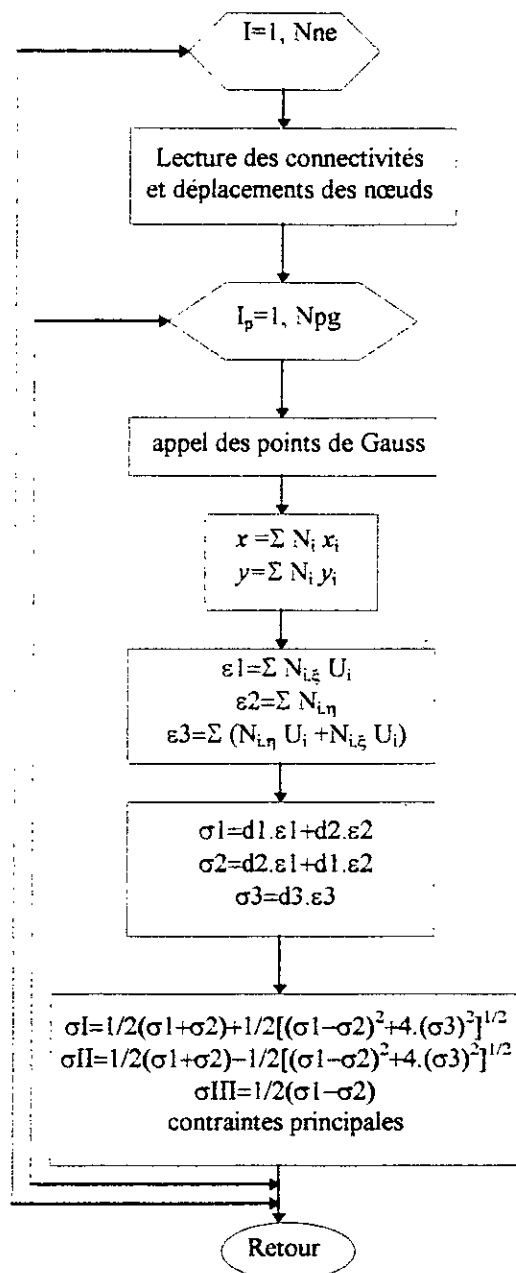 I=1, Nne
Lecture des connectivités
et déplacements des nœuds
Iₚ=1, Npg
appel des points de Gauss
x =Σ Nᵢ xᵢ
y=Σ Nᵢ yᵢ
ε1=Σ Nᵢ,ξ Uᵢ
ε2=Σ Nᵢ,η
ε3=Σ (Nᵢ,η Uᵢ +Nᵢ,ξ Uᵢ)
σ1=d1.ε1+d2.ε2
σ2=d2.ε1+d1.ε2
σ3=d3.ε3
σI=1/2(σ1+σ2)+1/2[(σ1−σ2)²+4.(σ3)²]^1/2
σII=1/2(σ1+σ2)−1/2[(σ1−σ2)²+4.(σ3)²]^1/2
σIII=1/2(σ1−σ2)
contraintes principales
Retour